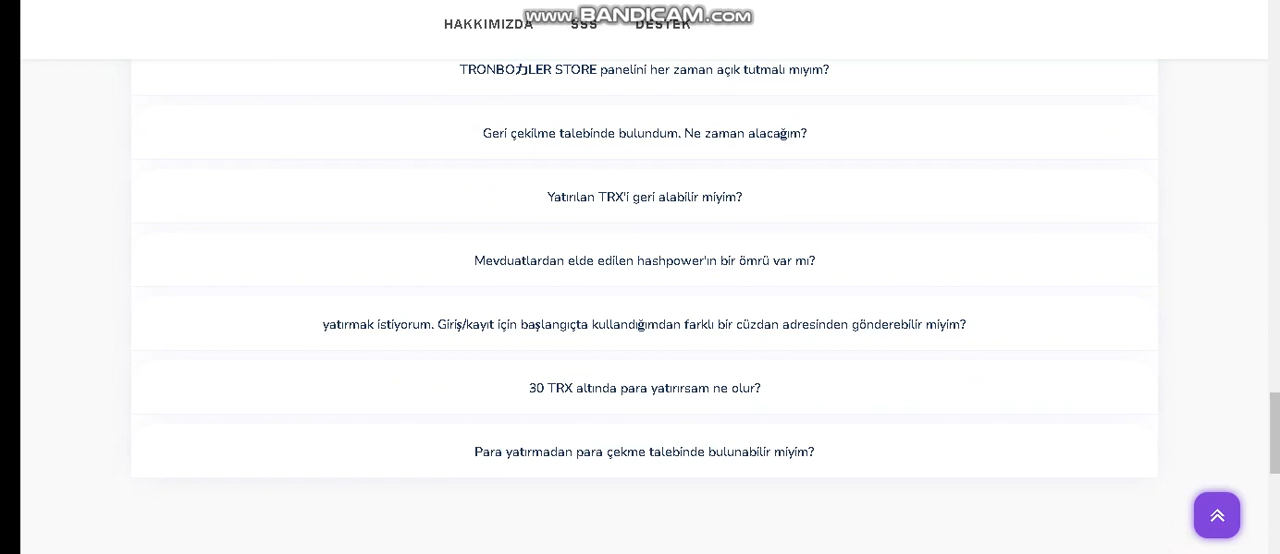 www.BANDICAM.COM
HAKKIMIZDA SSS DESTEK
TRONBO力LER STORE panelini her zaman açık tutmalı mıyım?
Geri çekilme talebinde bulundum. Ne zaman alacağım?
Yatırılan TRX'i geri alabilir miyim?
Mevduatlardan elde edilen hashpower'ın bir ömrü var mı?
yatırmak istiyorum. Giriş/kayıt için başlangıçta kullandığımdan farklı bir cüzdan adresinden gönderebilir miyim?
30 TRX altında para yatırırsam ne olur?
Para yatırmadan para çekme talebinde bulunabilir miyim?